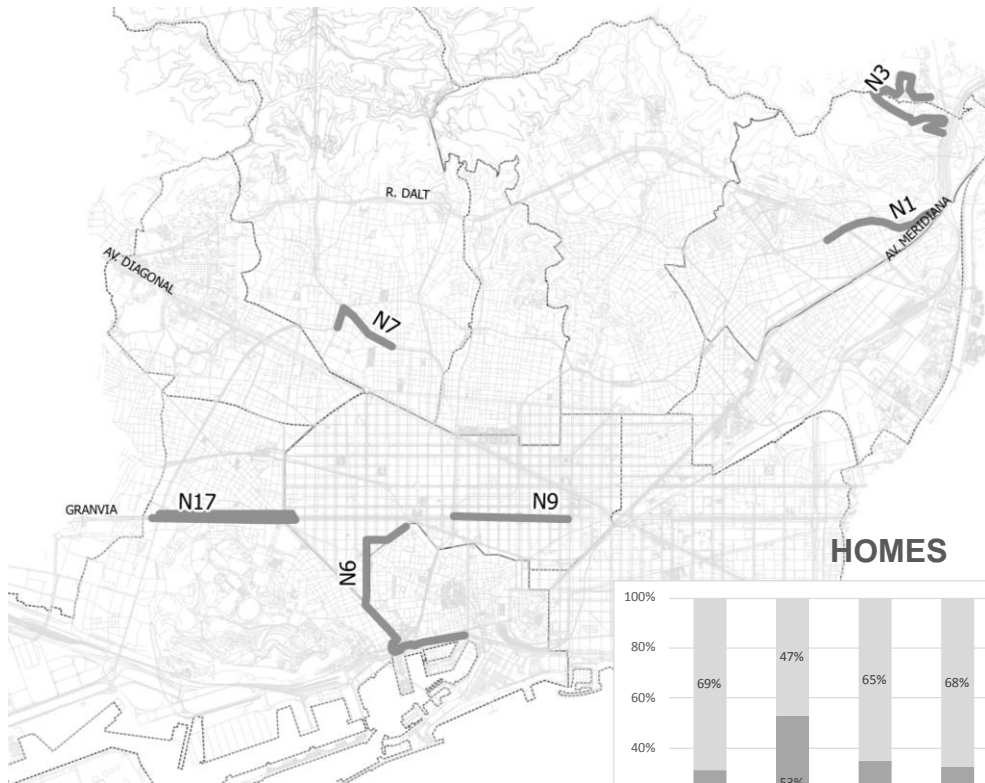 N3
R. DALT
N1
AV. MERIDIANA
AV. DIAGONAL
N7
N17
GRANVIA
N9
N6
HOMES
100%
80%
60%
40%
69%
47%
65%
68%
53%